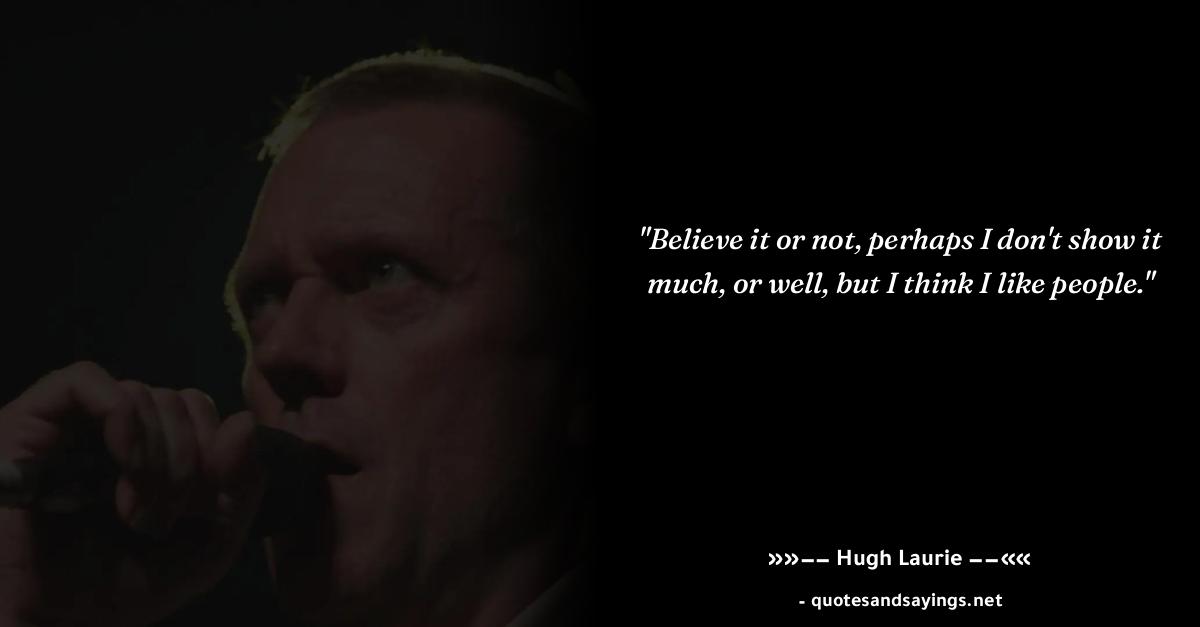 "Believe it or not, perhaps I don't show it
much, or well, but I think I like people."
»»−− Hugh Laurie −−««
- quotesandsayings.net